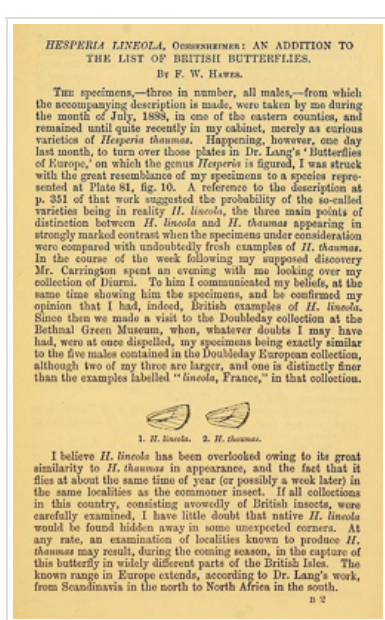 HESPERIA LINEOLA, OCHSENHEIMER: AN ADDITION TO
THE LIST OF BRITISH BUTTERFLIES.
BY F. W. HAWES.
THE specimens,—three in number, all males,—from which
the accompanying description is made, were taken by me during
the month of July, 1888, in one of the eastern counties, and
remained until quite recently in my cabinet, merely as curious
varieties of Hesperia thaumas. Happening, however, one day
last month, to turn over those plates in Dr. Lang's 'Butterflies
of Europe,' on which the genus Hesperia is figured, I was struck
with the great resemblance of my specimens to a species repre-
sented at Plate 81, fig. 10. A reference to the description at
p. 351 of that work suggested the probability of the so-called
varieties being in reality H. lineola, the three main points of
distinction between H. lineola and H. thaumas appearing in
strongly marked contrast when the specimens under consideration
were compared with undoubtedly fresh examples of H. thaumas.
In the course of the week following my supposed discovery
Mr. Carrington spent an evening with me looking over my
collection of Diurni. To him I communicated my beliefs, at the
same time showing him the specimens, and he confirmed my
opinion that I had, indeed, British examples of H. lineola.
Since then we made a visit to the Doubleday collection at the
Bethnal Green Museum, when, whatever doubts I may have
had, were at once dispelled, my specimens being exactly similar
to the five males contained in the Doubleday European collection,
although two of my three are larger, and one is distinctly finer
than the examples labelled "lineola, France," in that collection.
1. H. lineola. 2. H. thaumas.
I believe H. lineola has been overlooked owing to its great
similarity to H. thaumas in appearance, and the fact that it
flies at about the same time of year (or possibly a week later) in
the same localities as the commoner insect. If all collections
in this country, consisting avowedly of British insects, were
carefully examined, I have little doubt that native H. lineola
would be found hidden away in some unexpected corners. At
any rate, an examination of localities known to produce H.
thaumas may result, during the coming season, in the capture of
this butterfly in widely different parts of the British Isles. The
known range in Europe extends, according to Dr. Lang's work,
from Scandinavia in the north to North Africa in the south.
B 2